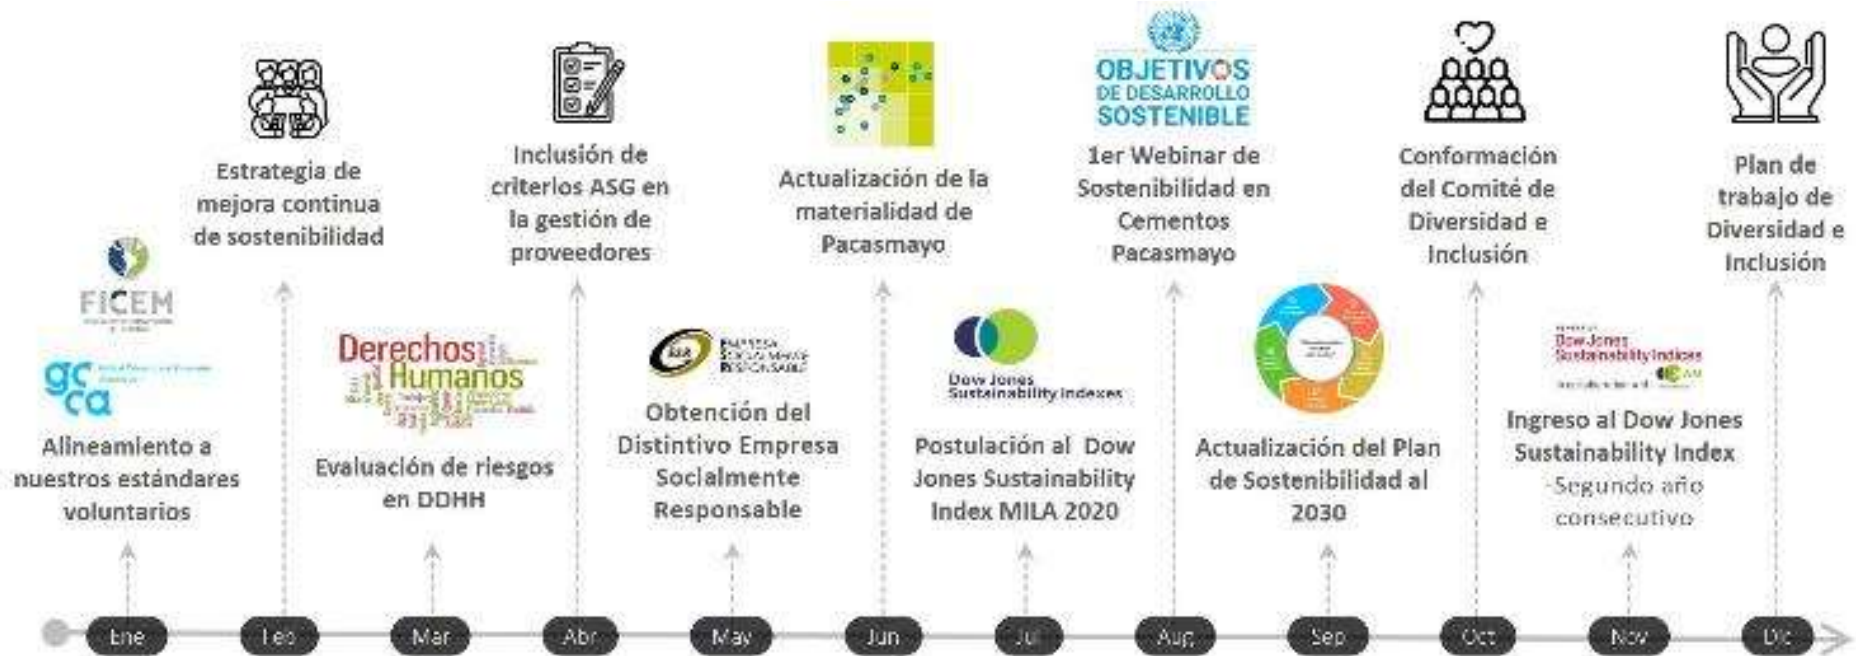 FICEM
gcca
Alineamiento a
nuestros estándares
voluntarios
Ene
Estrategia de
mejora continua
de sostenibilidad
Feb
Derechos
Humanos
Evaluación de riesgos
en DDHH
Mar
Inclusión de
criterios ASG en
la gestión de
proveedores
Abr
ESR
EMPRESA
SOCIALMENTE
RESPONSABLE
Obtención del
Distintivo Empresa
Socialmente
Responsable
May
Actualización de la
materialidad de
Pacasmayo
Jun
Dow Jones
Sustainability Indexes
Postulación al Dow
Jones Sustainability
Index MILA 2020
Jul
OBJETIVOS
DE DESARROLLO
SOSTENIBLE
1er Webinar de
Sostenibilidad en
Cementos
Pacasmayo
Aug
Actualización del Plan
de Sostenibilidad al
2030
Sep
Conformación
del Comité de
Diversidad e
Inclusión
Oct
Dow Jones
Sustainability Indices
Ingreso al Dow Jones
Sustainability Index
-Segundo año
consecutivo
Nov
Plan de
trabajo de
Diversidad e
Inclusión
Dic